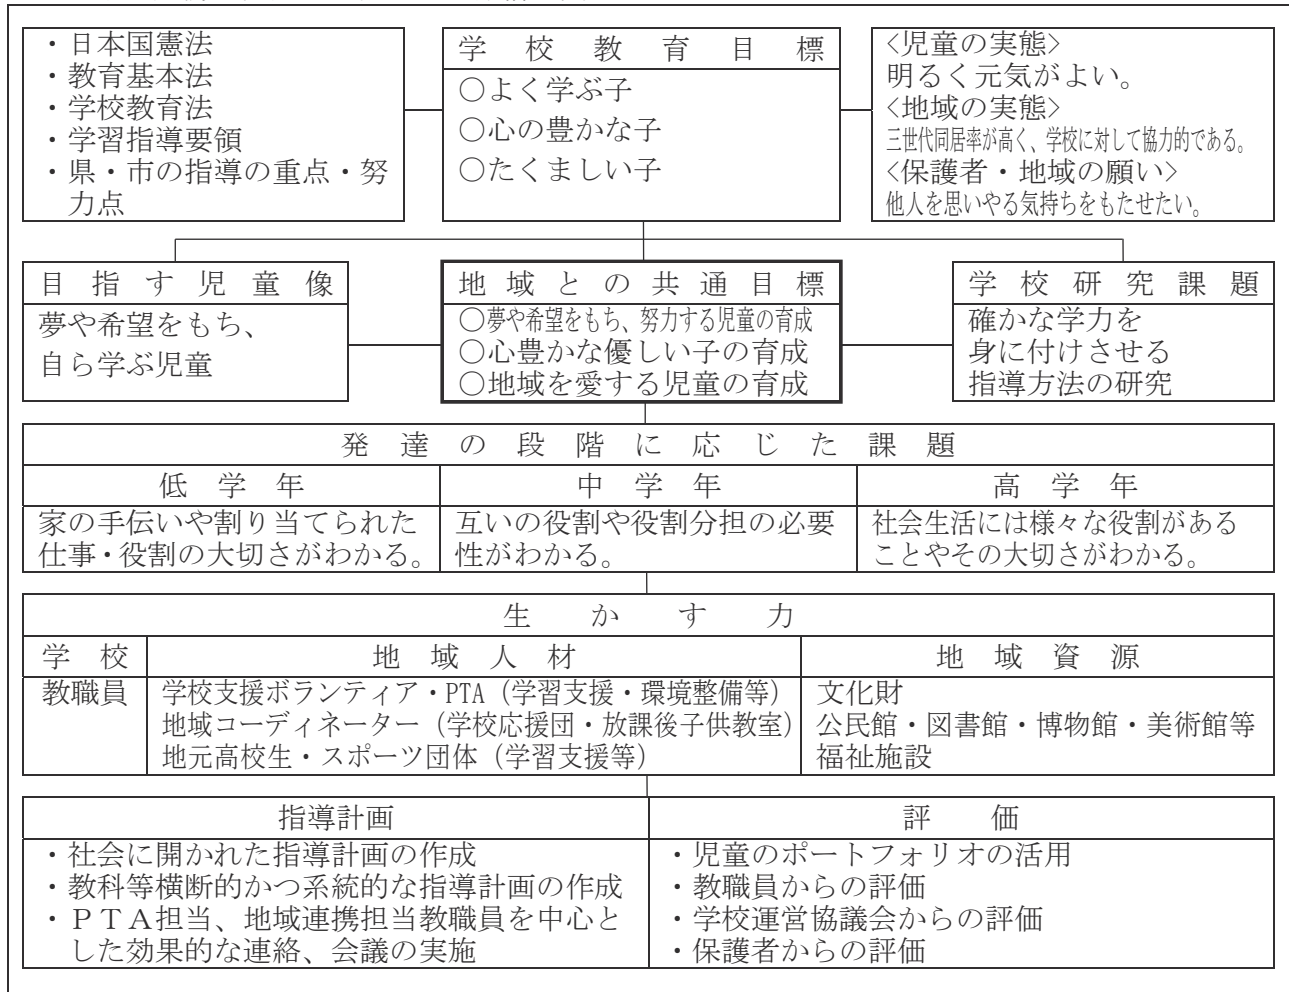 ・日本国憲法
・教育基本法
・学校教育法
・学習指導要領
・県・市の指導の重点・努
力点
学校教育目標
○よく学ぶ子
○心の豊かな子
○たくましい子
<児童の実態>
明るく元気がよい。
<地域の実態>
三世代同居率が高く、学校に対して協力的である。
<保護者・地域の願い>
他人を思いやる気持ちをもたせたい。
目指す児童像
夢や希望をもち、
自ら学ぶ児童
地域との共通目標
○夢や希望をもち、努力する児童の育成
○心豊かな優しい子の育成
○地域を愛する児童の育成
学校研究課題
確かな学力を
身に付けさせる
指導方法の研究
発達の段階に応じた課題
低学年
家の手伝いや割り当てられた
仕事・役割の大切さがわかる。
中学年
互いの役割や役割分担の必要
性がわかる。
高学年
社会生活には様々な役割がある
ことやその大切さがわかる。
生かす力
学校
教職員
地域人材
学校支援ボランティア・PTA（学習支援・環境整備等）
地域コーディネーター（学校応援団・放課後子供教室）
地元高校生・スポーツ団体（学習支援等）
地域資源
文化財
公民館・図書館・博物館・美術館等
福祉施設
指導計画
・社会に開かれた指導計画の作成
・教科等横断的かつ系統的な指導計画の作成
・ＰＴＡ担当、地域連携担当教職員を中心と
した効果的な連絡、会議の実施
評価
・児童のポートフォリオの活用
・教職員からの評価
・学校運営協議会からの評価
・保護者からの評価